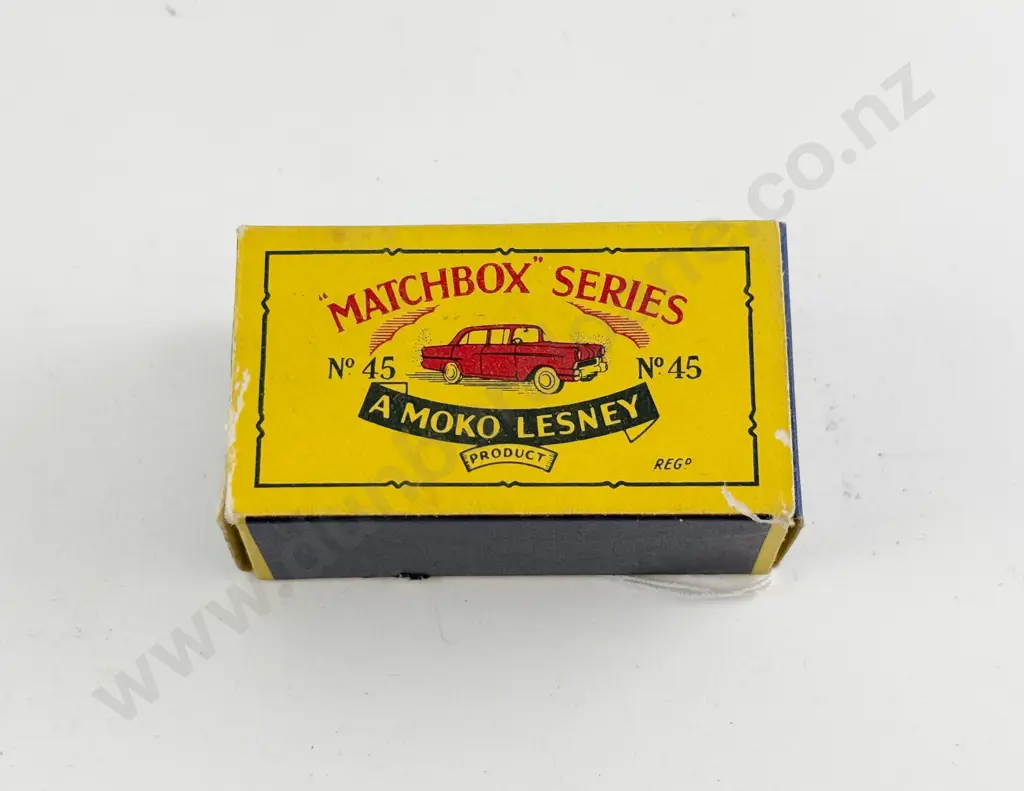 "MATCHBOX" SERIES
Nº 45
Nº 45
A MOKO LESNEY
PRODUCT
REGD